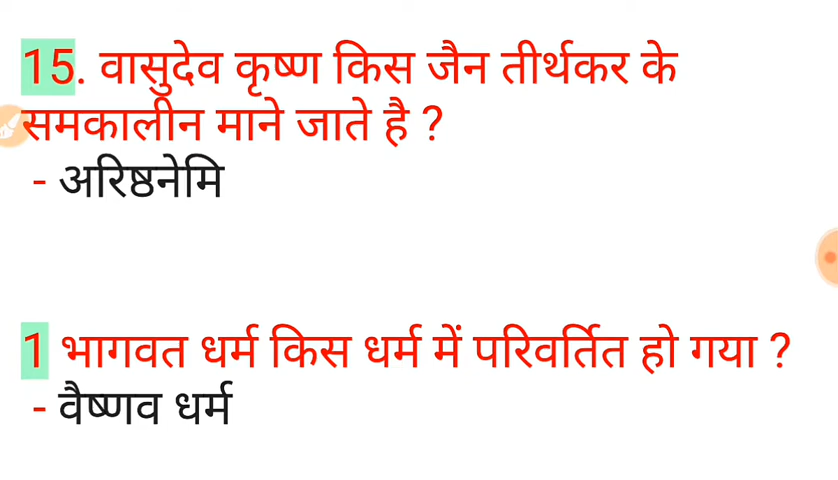 15. वासुदेव कृष्ण किस जैन तीर्थकर के
समकालीन माने जाते है ?
- अरिष्ठनेमि
1 भागवत धर्म किस धर्म में परिवर्तित हो गया ?
- वैष्णव धर्म